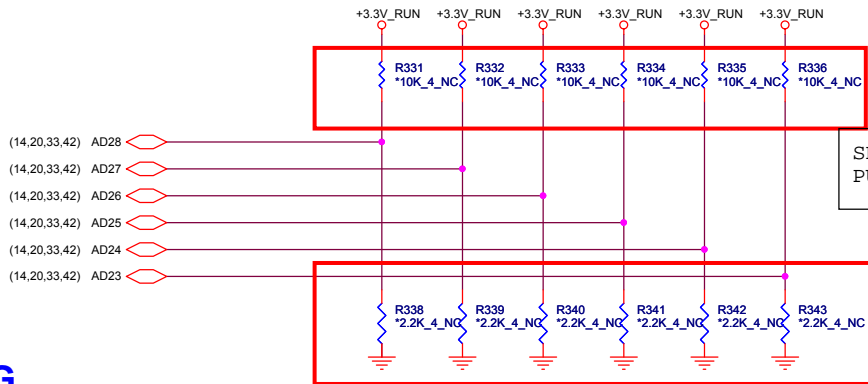 +3.3V_RUN +3.3V_RUN +3.3V_RUN +3.3V_RUN +3.3V_RUN +3.3V_RUN
R331 R332 R333 R334 R335 R336
*10K_4_NC *10K_4_NC *10K_4_NC *10K_4_NC *10K_4_NC *10K_4_NC
(14,20,33,42) AD28
(14,20,33,42) AD27
(14,20,33,42) AD26
(14,20,33,42) AD25
(14,20,33,42) AD24
(14,20,33,42) AD23
R338 R339 R340 R341 R342 R343
*2.2K_4_NC *2.2K_4_NC *2.2K_4_NC *2.2K_4_NC *2.2K_4_NC *2.2K_4_NC
G